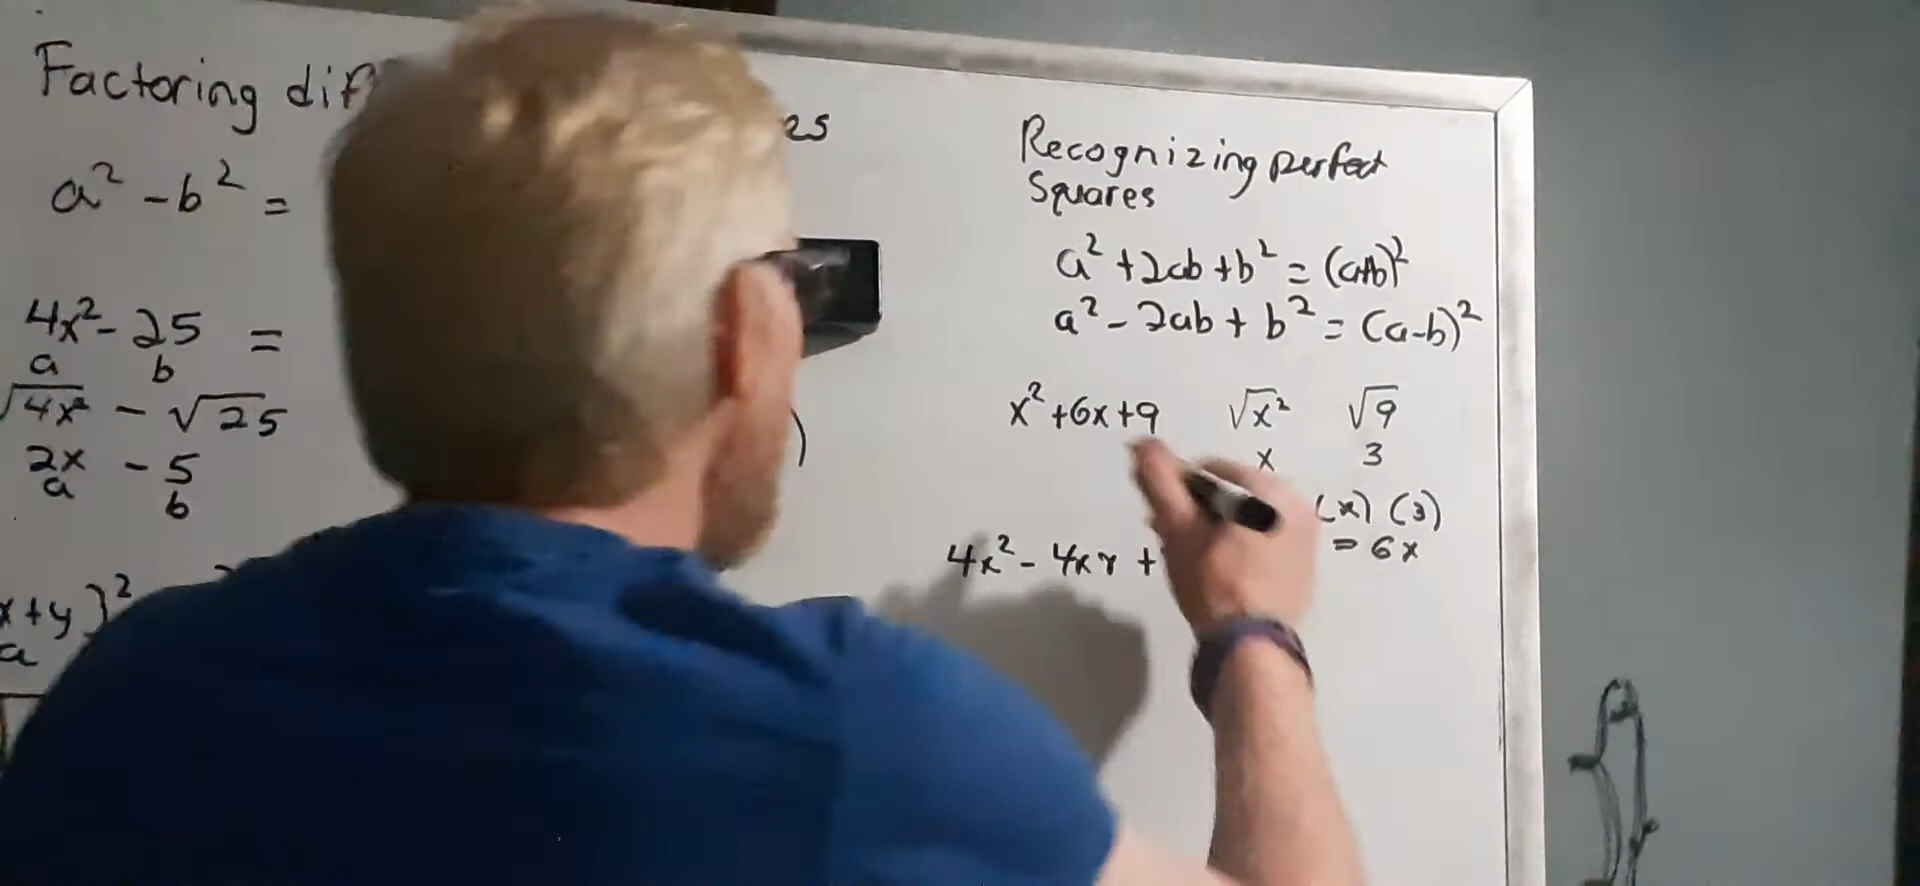 Factoring dif
es
a² - b² =
4x² - 25 =
a b
√4x² - √25
2x - 5
a b
)
x + y)²
a
Recognizing perfect
Squares
a² + 2ab + b² = (a+b)²
a² - 2ab + b² = (a-b)²
x² + 6x + 9 √x² √9
x 3
(x) (3)
= 6x
4x² - 4xy +